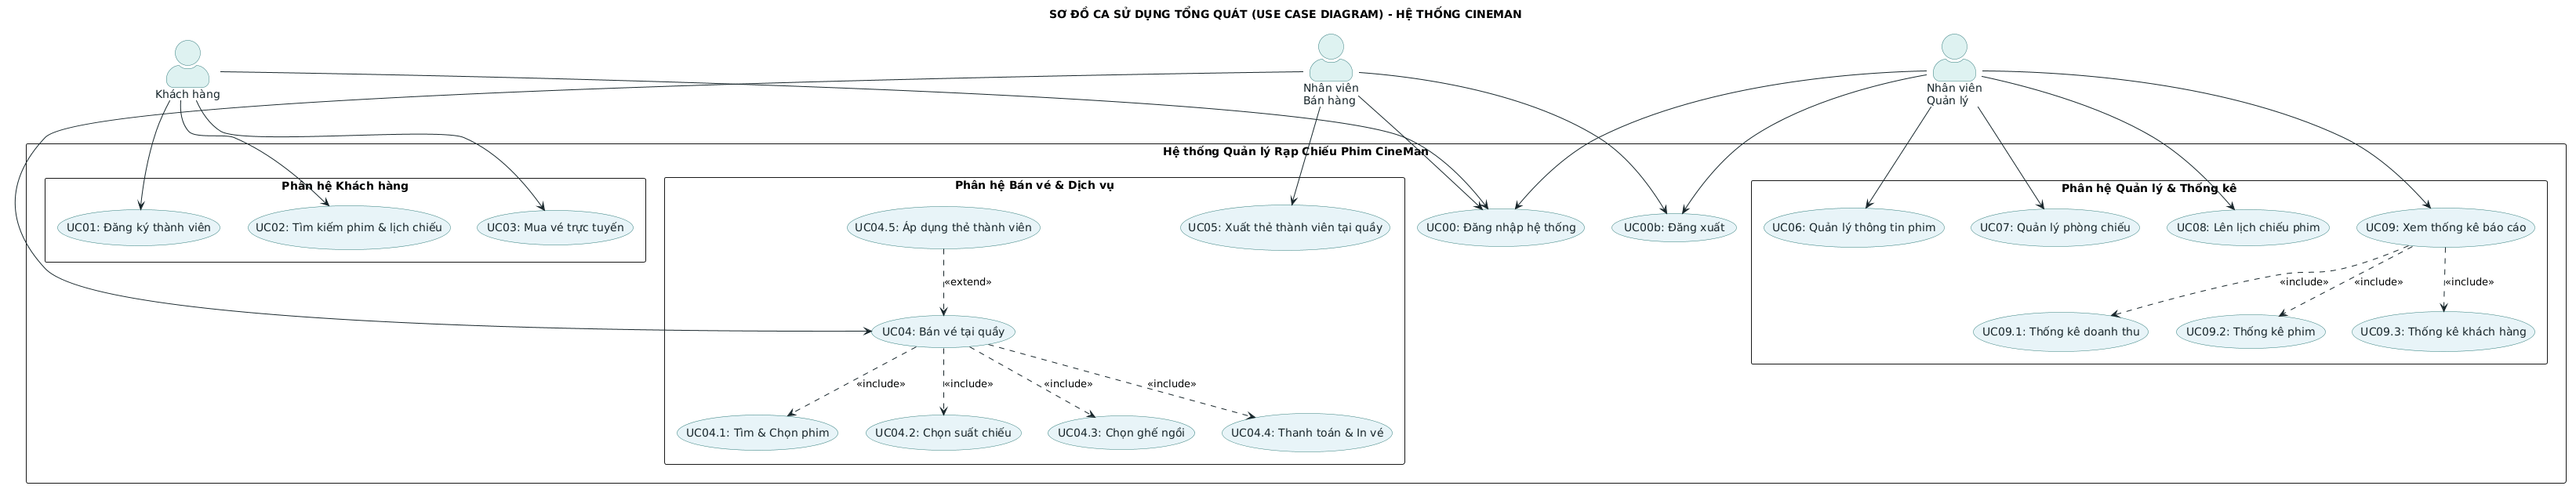 SƠ ĐỒ CA SỬ DỤNG TỔNG QUÁT (USE CASE DIAGRAM) - HỆ THỐNG CINEMAN
Khách hàng
Nhân viên
Bán hàng
Nhân viên
Quản lý
Hệ thống Quản lý Rạp Chiếu Phim CineMan
Phân hệ Khách hàng
Phân hệ Bán vé & Dịch vụ
Phân hệ Quản lý & Thống kê
UC01: Đăng ký thành viên
UC02: Tìm kiếm phim & lịch chiếu
UC03: Mua vé trực tuyến
UC04.5: Áp dụng thẻ thành viên
UC05: Xuất thẻ thành viên tại quầy
UC00: Đăng nhập hệ thống
UC00b: Đăng xuất
UC06: Quản lý thông tin phim
UC07: Quản lý phòng chiếu
UC08: Lên lịch chiếu phim
UC09: Xem thống kê báo cáo
«extend»
«include»
«include»
«include»
UC04: Bán vé tại quầy
UC09.1: Thống kê doanh thu
UC09.2: Thống kê phim
UC09.3: Thống kê khách hàng
«include»
«include»
«include»
«include»
UC04.1: Tìm & Chọn phim
UC04.2: Chọn suất chiếu
UC04.3: Chọn ghế ngồi
UC04.4: Thanh toán & In vé